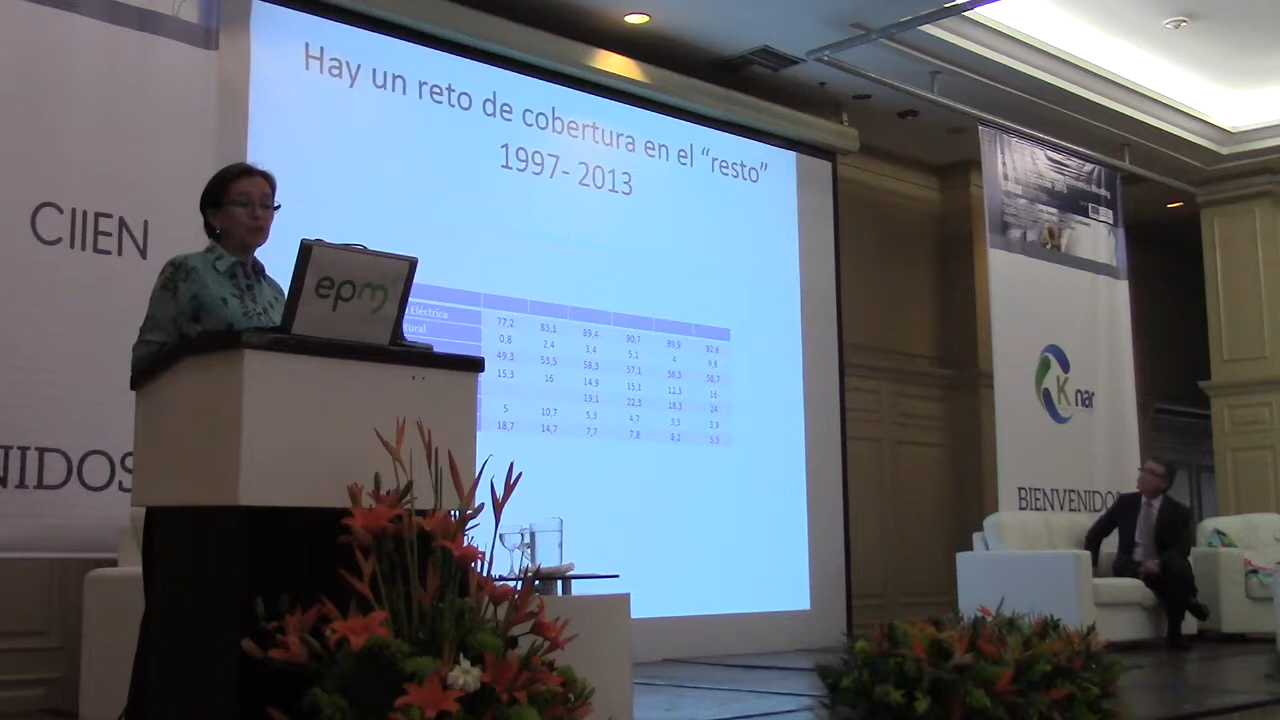 Hay un reto de cobertura en el “resto”
1997- 2013
CIIEN
epm
Eléctrica
77,2 83,1 89,4 90,7 89,9 92,6
0,8 2,4 3,4 5,1 4 9,8
49,3 53,5 58,3 57,1 56,3 58,7
15,3 16 14,9 15,1 12,3 16
19,1 22,3 18,3 24
5 10,7 5,3 4,7 3,3 3,9
18,7 14,7 7,7 7,8 8,2 5,5
NIDOS
K nar
BIENVENIDOS